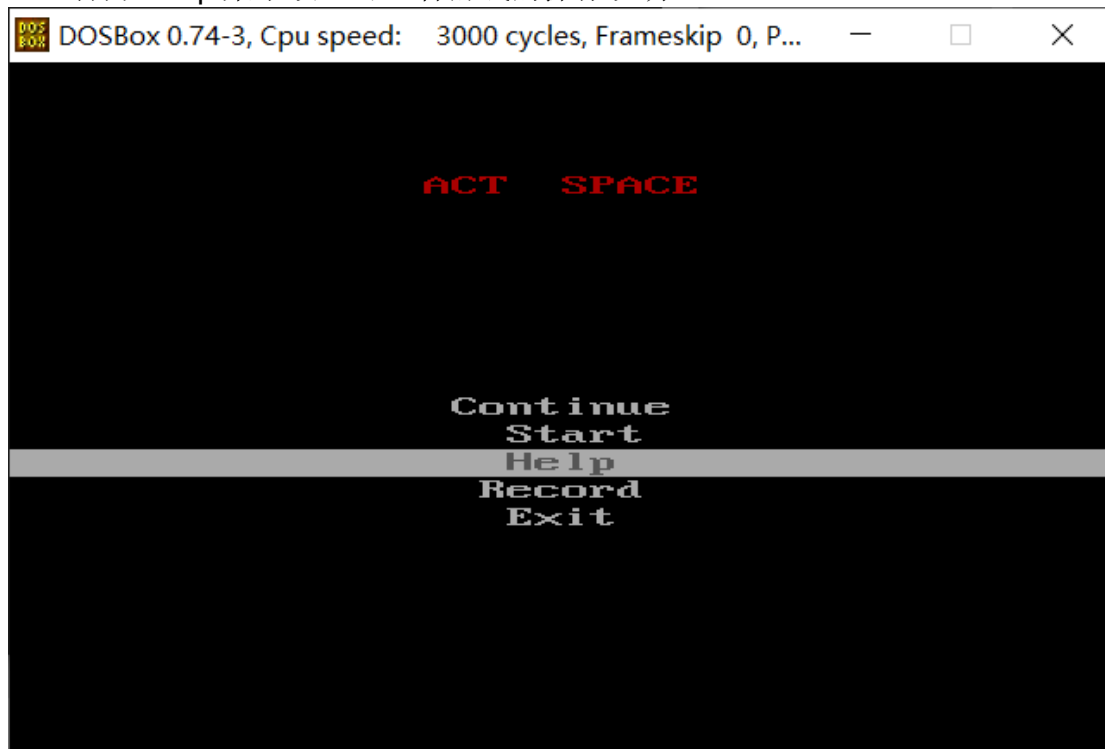 DOSBox 0.74-3, Cpu speed: 3000 cycles, Frameskip 0, P...
ACT SPACE
Continue
Start
Help
Record
Exit